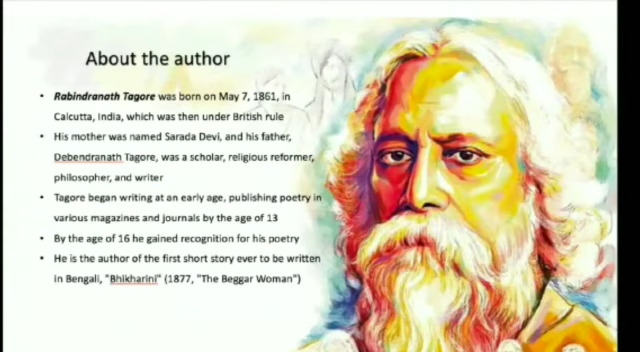 About the author
• Rabindranath Tagore was born on May 7, 1861, in
Calcutta, India, which was then under British rule
• His mother was named Sarada Devi, and his father,
Debendranath Tagore, was a scholar, religious reformer,
philosopher, and writer
• Tagore began writing at an early age, publishing poetry in
various magazines and journals by the age of 13
• By the age of 16 he gained recognition for his poetry
• He is the author of the first short story ever to be written
in Bengali, "Bhikharini" (1877, "The Beggar Woman")